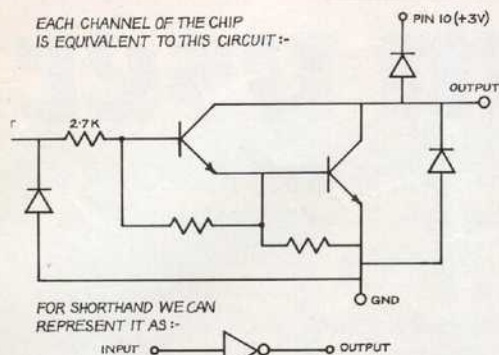 EACH CHANNEL OF THE CHIP
IS EQUIVALENT TO THIS CIRCUIT:-
PIN 10 (+3V)
OUTPUT
2·7K
GND
FOR SHORTHAND WE CAN
REPRESENT IT AS:-
INPUT
OUTPUT